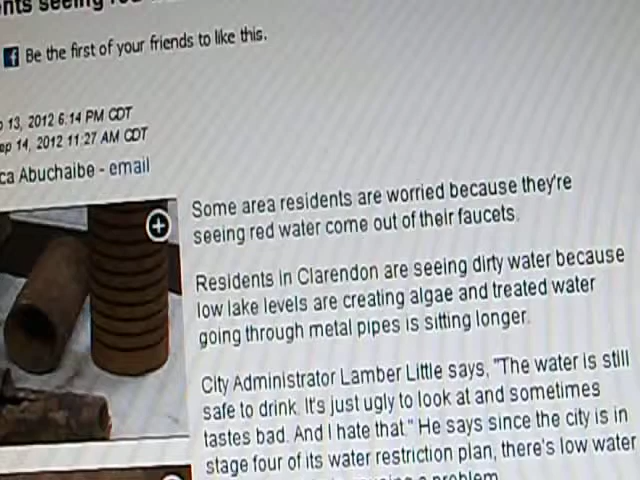 nts seeing red
Be the first of your friends to like this.
13, 2012 6:14 PM CDT
ep 14, 2012 11:27 AM CDT
ca Abuchaibe - email
Some area residents are worried because they're
seeing red water come out of their faucets.
Residents in Clarendon are seeing dirty water because
low lake levels are creating algae and treated water
going through metal pipes is sitting longer.
City Administrator Lamber Little says, "The water is still
safe to drink. It's just ugly to look at and sometimes
tastes bad. And I hate that." He says since the city is in
stage four of its water restriction plan, there's low water
a problem